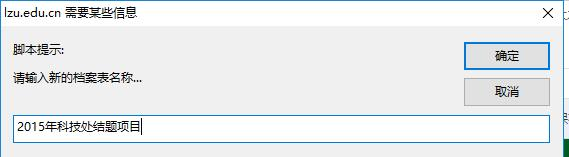 lzu.edu.cn 需要某些信息
脚本提示:
确定
请输入新的档案表名称...
取消
2015年科技处结题项目